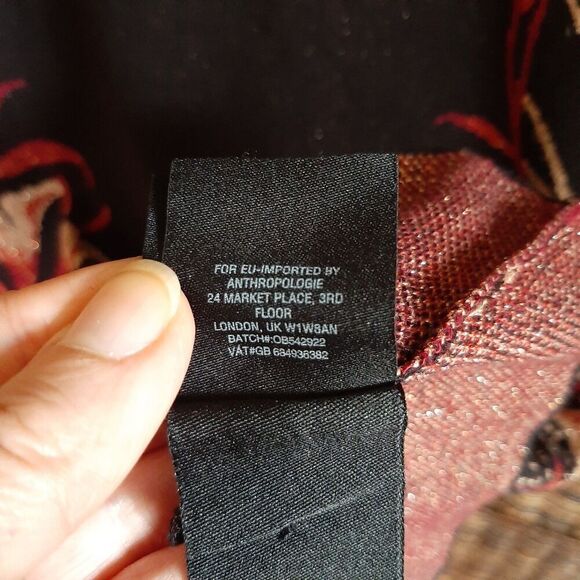 FOR EU-IMPORTED BY
ANTHROPOLOGIE
24 MARKET PLACE, 3RD
FLOOR
LONDON, UK W1W8AN
BATCH#:OB542922
VAT#GB 684936382